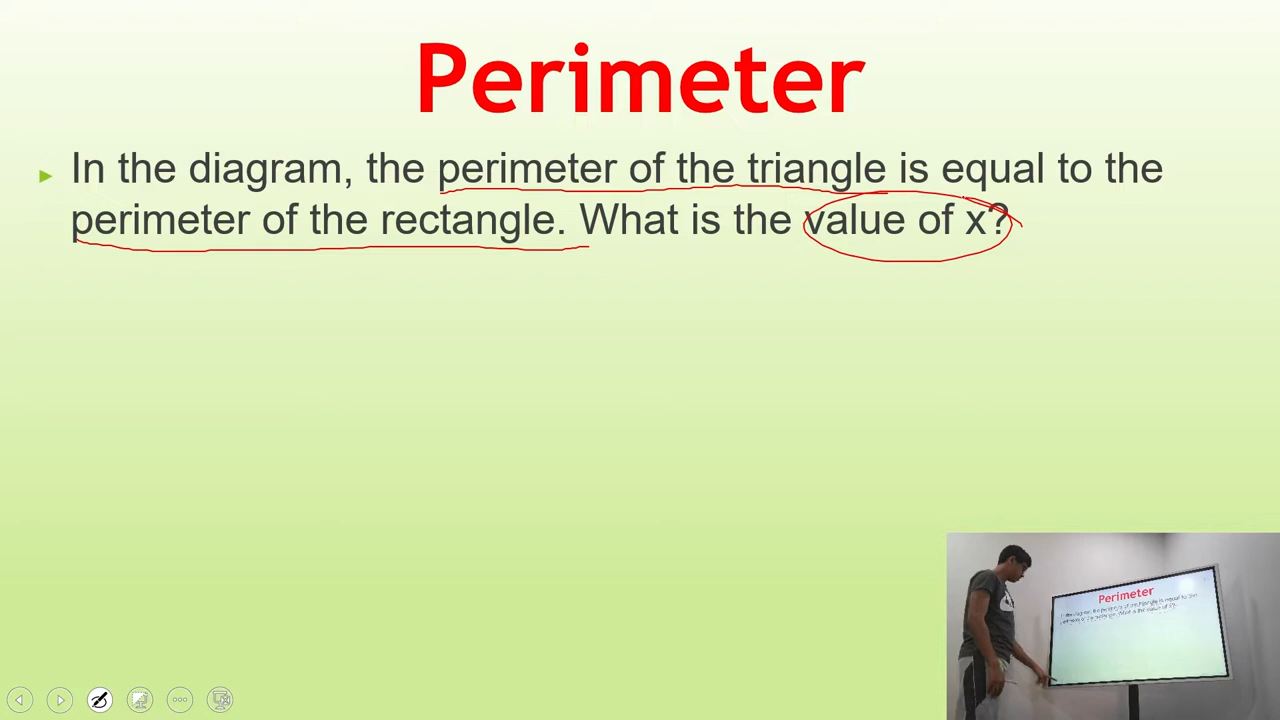 Perimeter
In the diagram, the perimeter of the triangle is equal to the
perimeter of the rectangle. What is the value of x?
Perimeter